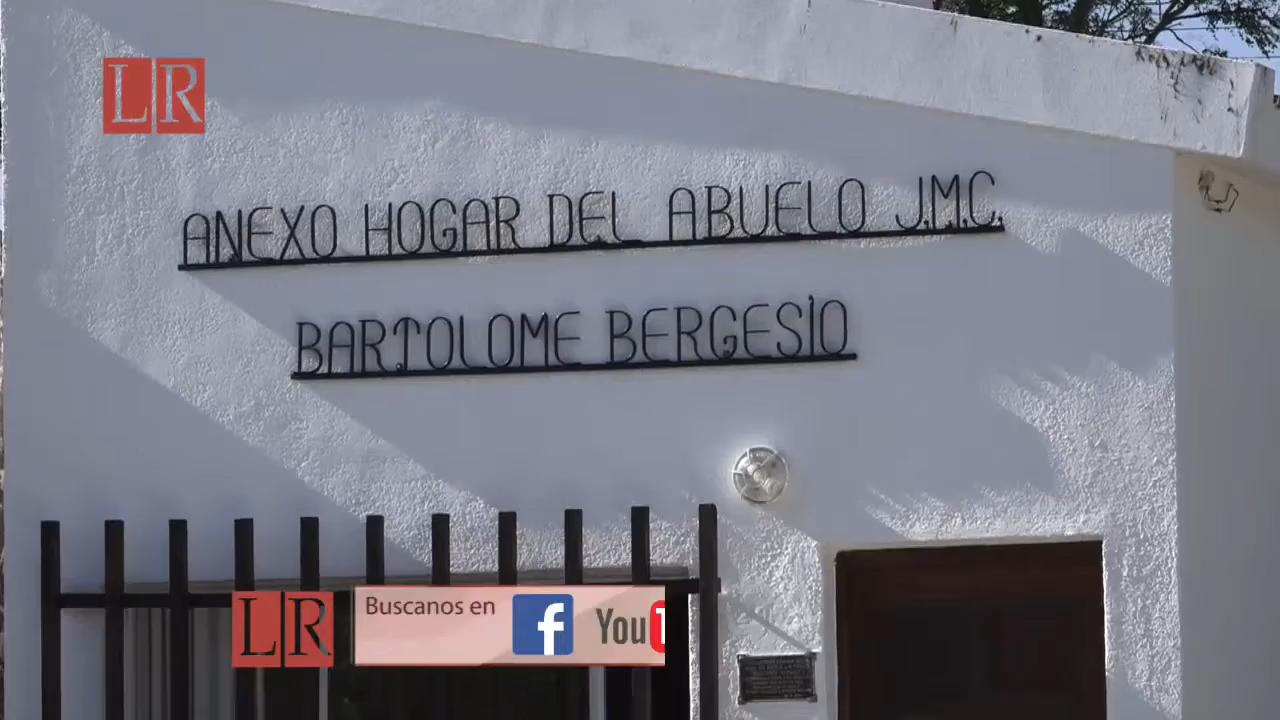 LR
ANEXO HOGAR DEL ABUELO J.M.C.
BARTOLOME BERGESIO
LR
Buscanos en
f
You